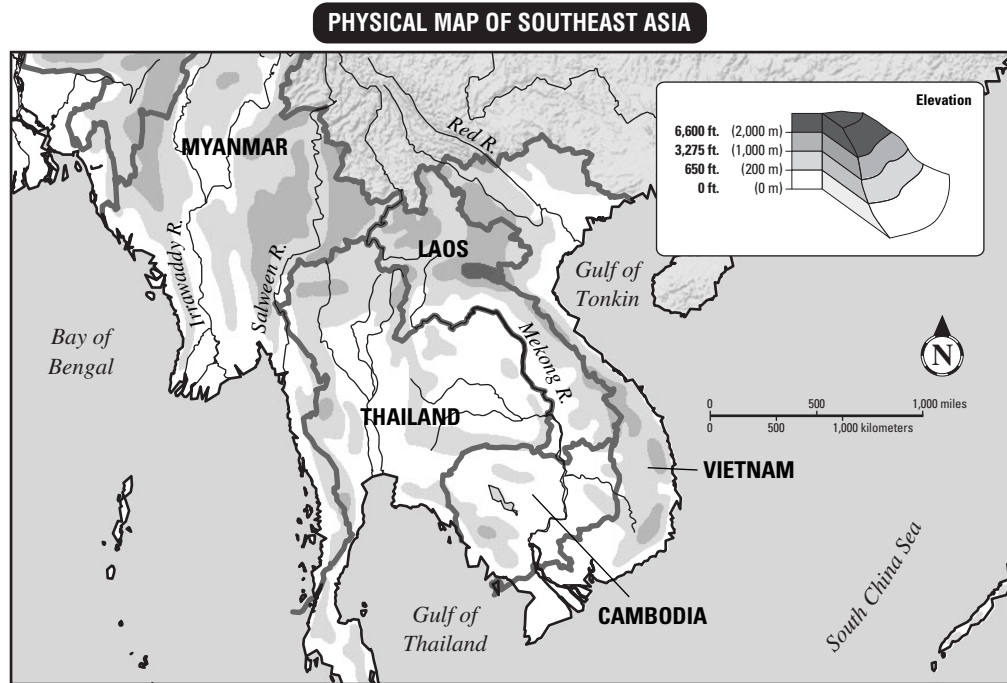 PHYSICAL MAP OF SOUTHEAST ASIA
Elevation
6,600 ft. (2,000 m)
3,275 ft. (1,000 m)
650 ft. (200 m)
0 ft. (0 m)
Red R.
MYANMAR
LAOS
Irrawaddy R.
Salween R.
Gulf of
Tonkin
Bay of
Bengal
Mekong R.
N
THAILAND
0 500 1,000 miles
0 500 1,000 kilometers
VIETNAM
CAMBODIA
Gulf of
Thailand
South China Sea